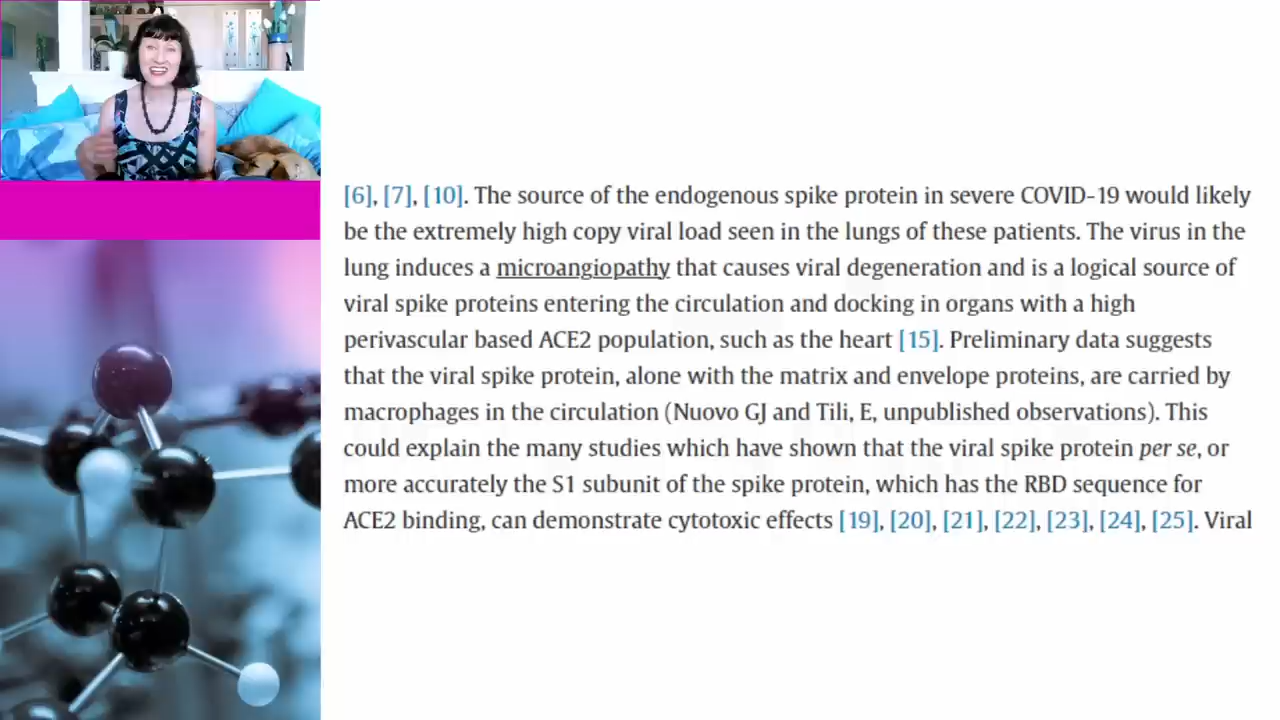 [6], [7], [10]. The source of the endogenous spike protein in severe COVID-19 would likely
be the extremely high copy viral load seen in the lungs of these patients. The virus in the
lung induces a microangiopathy that causes viral degeneration and is a logical source of
viral spike proteins entering the circulation and docking in organs with a high
perivascular based ACE2 population, such as the heart [15]. Preliminary data suggests
that the viral spike protein, alone with the matrix and envelope proteins, are carried by
macrophages in the circulation (Nuovo GJ and Tili, E, unpublished observations). This
could explain the many studies which have shown that the viral spike protein per se, or
more accurately the S1 subunit of the spike protein, which has the RBD sequence for
ACE2 binding, can demonstrate cytotoxic effects [19], [20], [21], [22], [23], [24], [25]. Viral